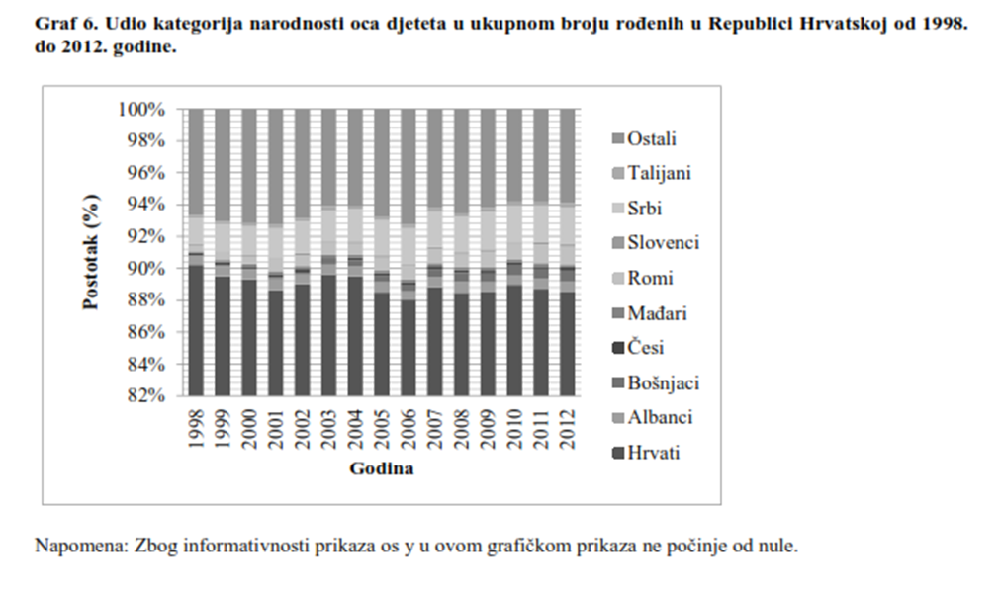 Graf 6. Udio kategorija narodnosti oca djeteta u ukupnom broju rođenih u Republici Hrvatskoj od 1998.
do 2012. godine.
100%
98%
96%
94%
92%
90%
88%
86%
84%
82%
Postotak (%)
1998
1999
2000
2001
2002
2003
2004
2005
2006
2007
2008
2009
2010
2011
2012
Godina
Ostali
Talijani
Srbi
Slovenci
Romi
Mađari
Česi
Bošnjaci
Albanci
Hrvati
Napomena: Zbog informativnosti prikaza os y u ovom grafičkom prikaza ne počinje od nule.